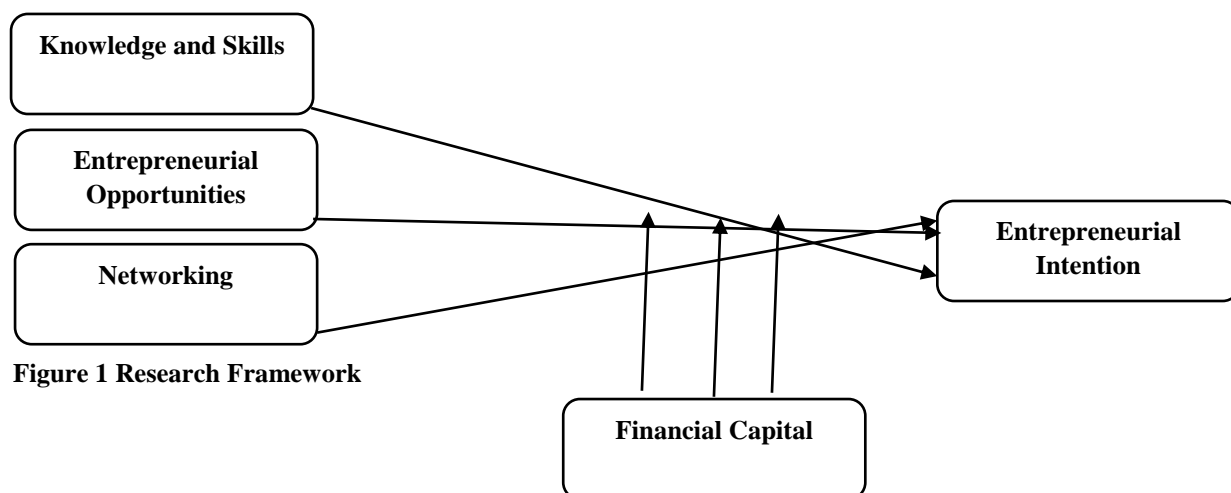 Knowledge and Skills
Entrepreneurial
Opportunities
Networking
Entrepreneurial
Intention
Figure 1 Research Framework
Financial Capital